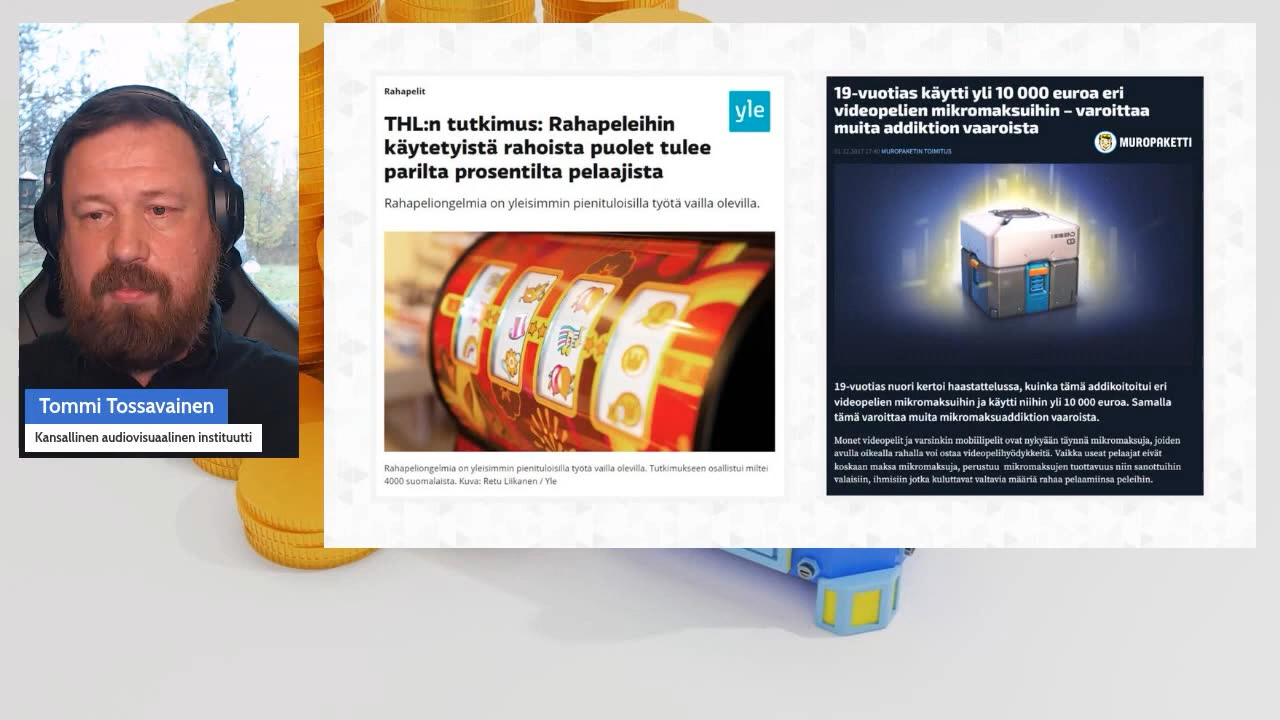 Tommi Tossavainen
Kansallinen audiovisuaalinen instituutti
Rahapelit
yle
THL:n tutkimus: Rahapeleihin
käytetyistä rahoista puolet tulee
parilta prosentilta pelaajista
Rahapeliongelmia on yleisimmin pienituloisilla työtä vailla olevilla.
Rahapeliongelmia on yleisimmin pienituloisilla työtä vailla olevilla. Tutkimukseen osallistui miltei
4000 suomalaista. Kuva: Retu Liikanen / Yle
19-vuotias käytti yli 10 000 euroa eri
videopelien mikromaksuihin – varoittaa
muita addiktion vaaroista
MUROPAKETIN TOIMITUS
MUROPAKETTI
19-vuotias nuori kertoi haastattelussa, kuinka tämä addikoitoitui eri
videopelien mikromaksuihin ja käytti niihin yli 10 000 euroa. Samalla
tämä varoittaa muita mikromaksuaddiktion vaaroista.
Monet videopelit ja varsinkin mobiilipelit ovat nykyään täynnä mikromaksuja, joiden
avulla oikealla rahalla voi ostaa videopelihyödykkeitä. Vaikka useat pelaajat eivät
koskaan maksa mikromaksuja, perustuu mikromaksujen tuottavuus niin sanottuihin
valaisiin, ihmisiin jotka kuluttavat valtavia määriä rahaa pelaamiinsa peleihin.